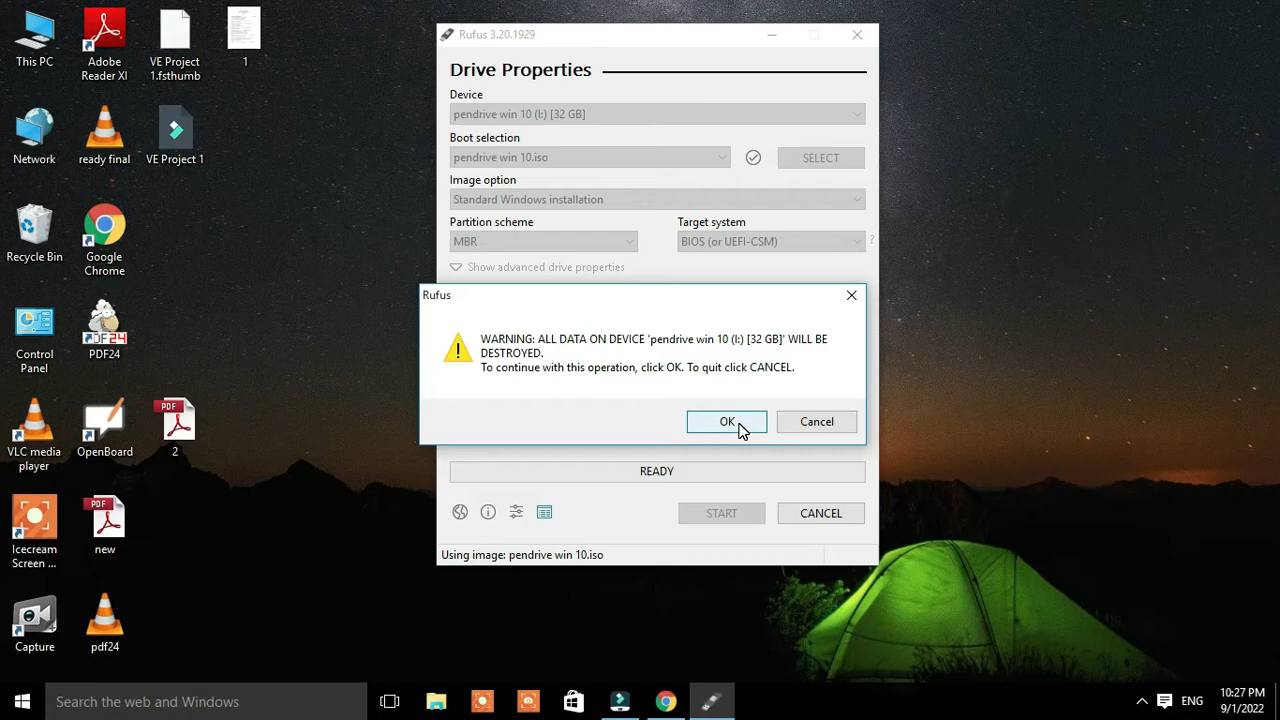 This PC
Adobe
Reader XI
VE Project
1.fsthumb
1
Network
ready final
VE Project 1
Recycle Bin
Google
Chrome
Control
Panel
PDF24
PDF24
VLC media
player
OpenBoard
PDF
2
Icecream
Screen ...
PDF
new
Capture
pdf24
Rufus 3.20.1929
Drive Properties
Device
pendrive win 10 (I:) [32 GB]
Boot selection
pendrive win 10.iso
SELECT
Image option
Standard Windows installation
Partition scheme
Target system
MBR
BIOS (or UEFI-CSM)
?
Show advanced drive properties
Rufus
WARNING: ALL DATA ON DEVICE 'pendrive win 10 (I:) [32 GB]' WILL BE
DESTROYED.
To continue with this operation, click OK. To quit click CANCEL.
OK
Cancel
READY
START
CANCEL
Using image: pendrive win 10.iso
Search the web and Windows
ENG
10:27 PM
9/1/2022